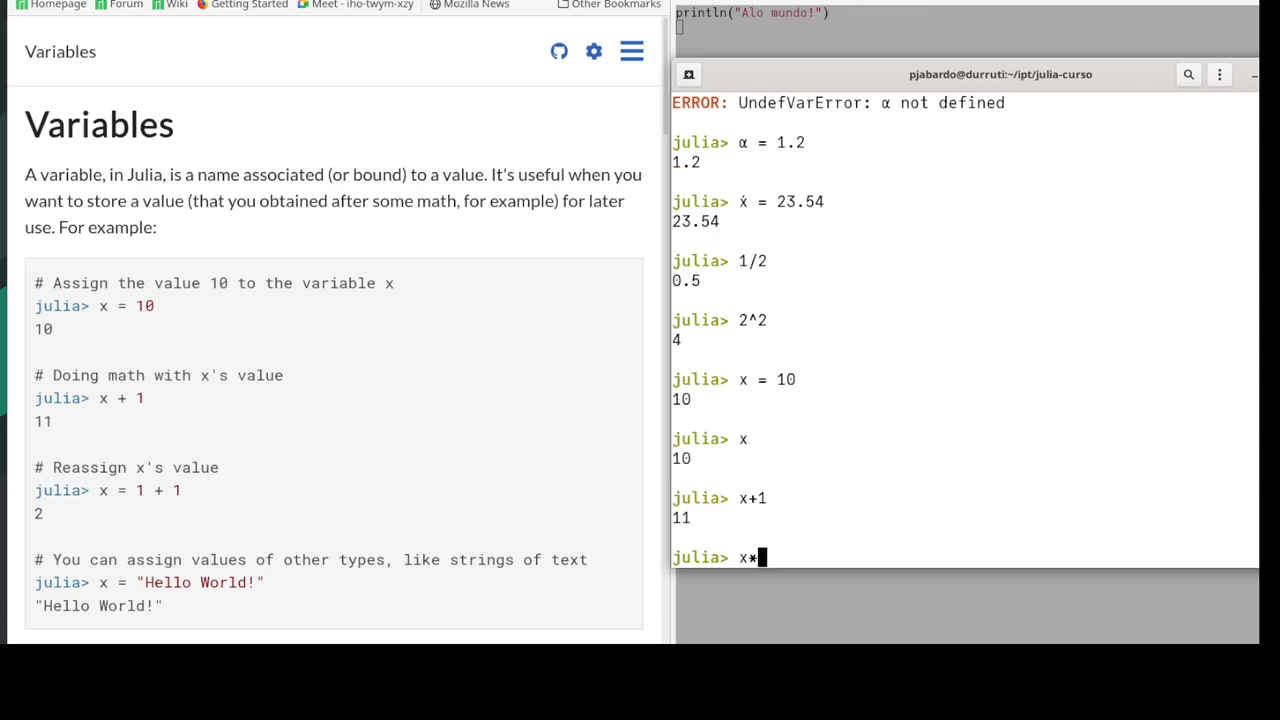 Homepage Forum Wiki Getting Started Meet - iho-twym-xzy Mozilla News Other Bookmarks
Variables
Variables
A variable, in Julia, is a name associated (or bound) to a value. It's useful when you
want to store a value (that you obtained after some math, for example) for later
use. For example:
# Assign the value 10 to the variable x
julia> x = 10
10
# Doing math with x's value
julia> x + 1
11
# Reassign x's value
julia> x = 1 + 1
2
# You can assign values of other types, like strings of text
julia> x = "Hello World!"
"Hello World!"
println("Alo mundo!")
pjabardo@durruti:~/ipt/julia-curso
ERROR: UndefVarError: α not defined
julia> α = 1.2
1.2
julia> ẋ = 23.54
23.54
julia> 1/2
0.5
julia> 2^2
4
julia> x = 10
10
julia> x
10
julia> x+1
11
julia> x*